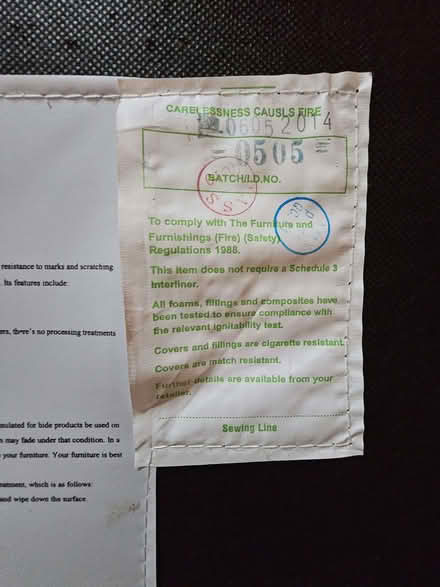 CARELESSNESS CAUSLS FIRE
06052014
-0505=
BATCH/I.D.NO.
To comply with The Furniture and
Furnishings (Fire) (Safety)
Regulations 1988.
This item does not require a Schedule 3
Interliner.
All foams, fillings and composites have
been tested to ensure compliance with
the relevant ignitability test.
Covers and fillings are cigarette resistant.
Covers are match resistant.
Further details are available from your
retailer.
Sewing Line
resistance to marks and scratching.
. Its features include:
ers, there's no processing treatments
mulated for hide products be used on
n may fade under that condition. In a
your furniture. Your furniture is best
eatment, which is as follows:
and wipe down the surface.